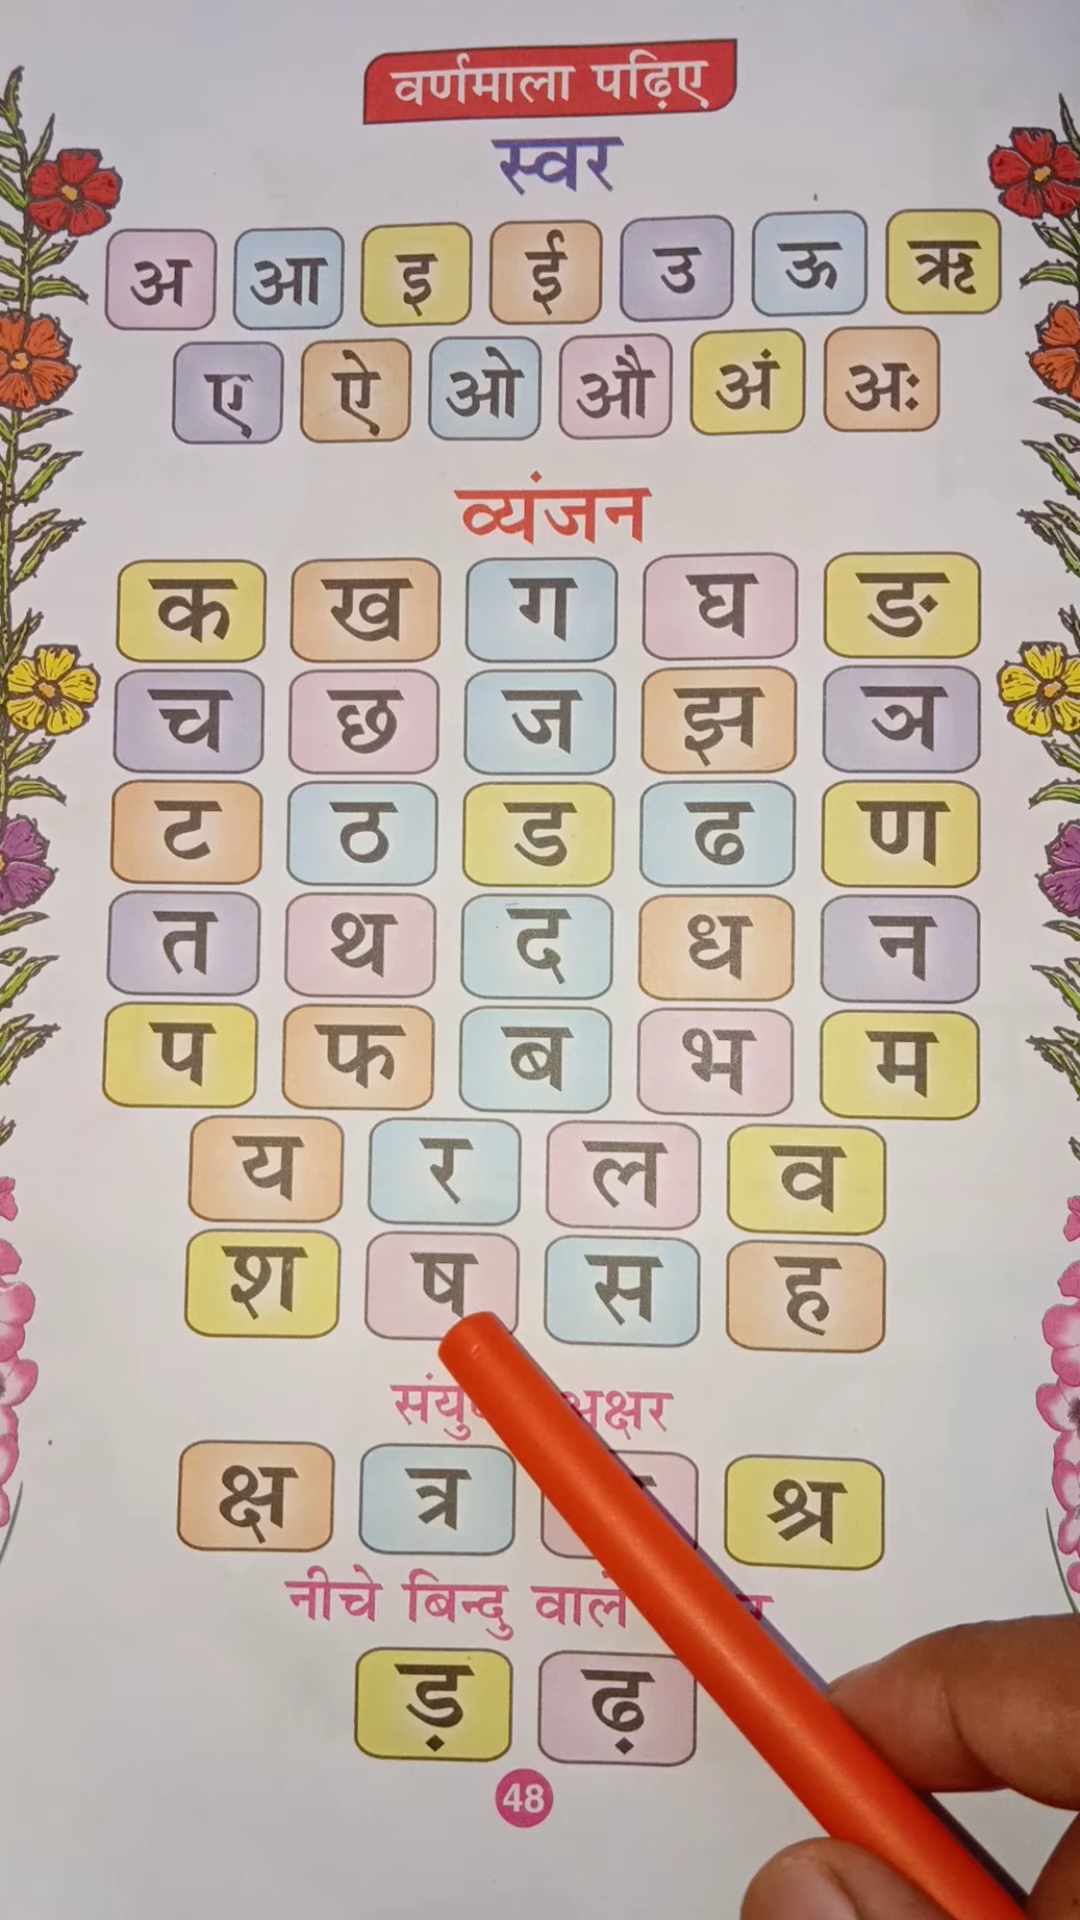 वर्णमाला पढ़िए
स्वर
अ आ इ ई उ ऊ ऋ
ए ऐ ओ औ अं अः
व्यंजन
क ख ग घ ङ
च छ ज झ ञ
ट ठ ड ढ ण
त थ द ध न
प फ ब भ म
य र ल व
श ष स ह
अक्षर
क्ष त्र श्र
नीचे बिन्दु वाले
ड़ ढ़
48